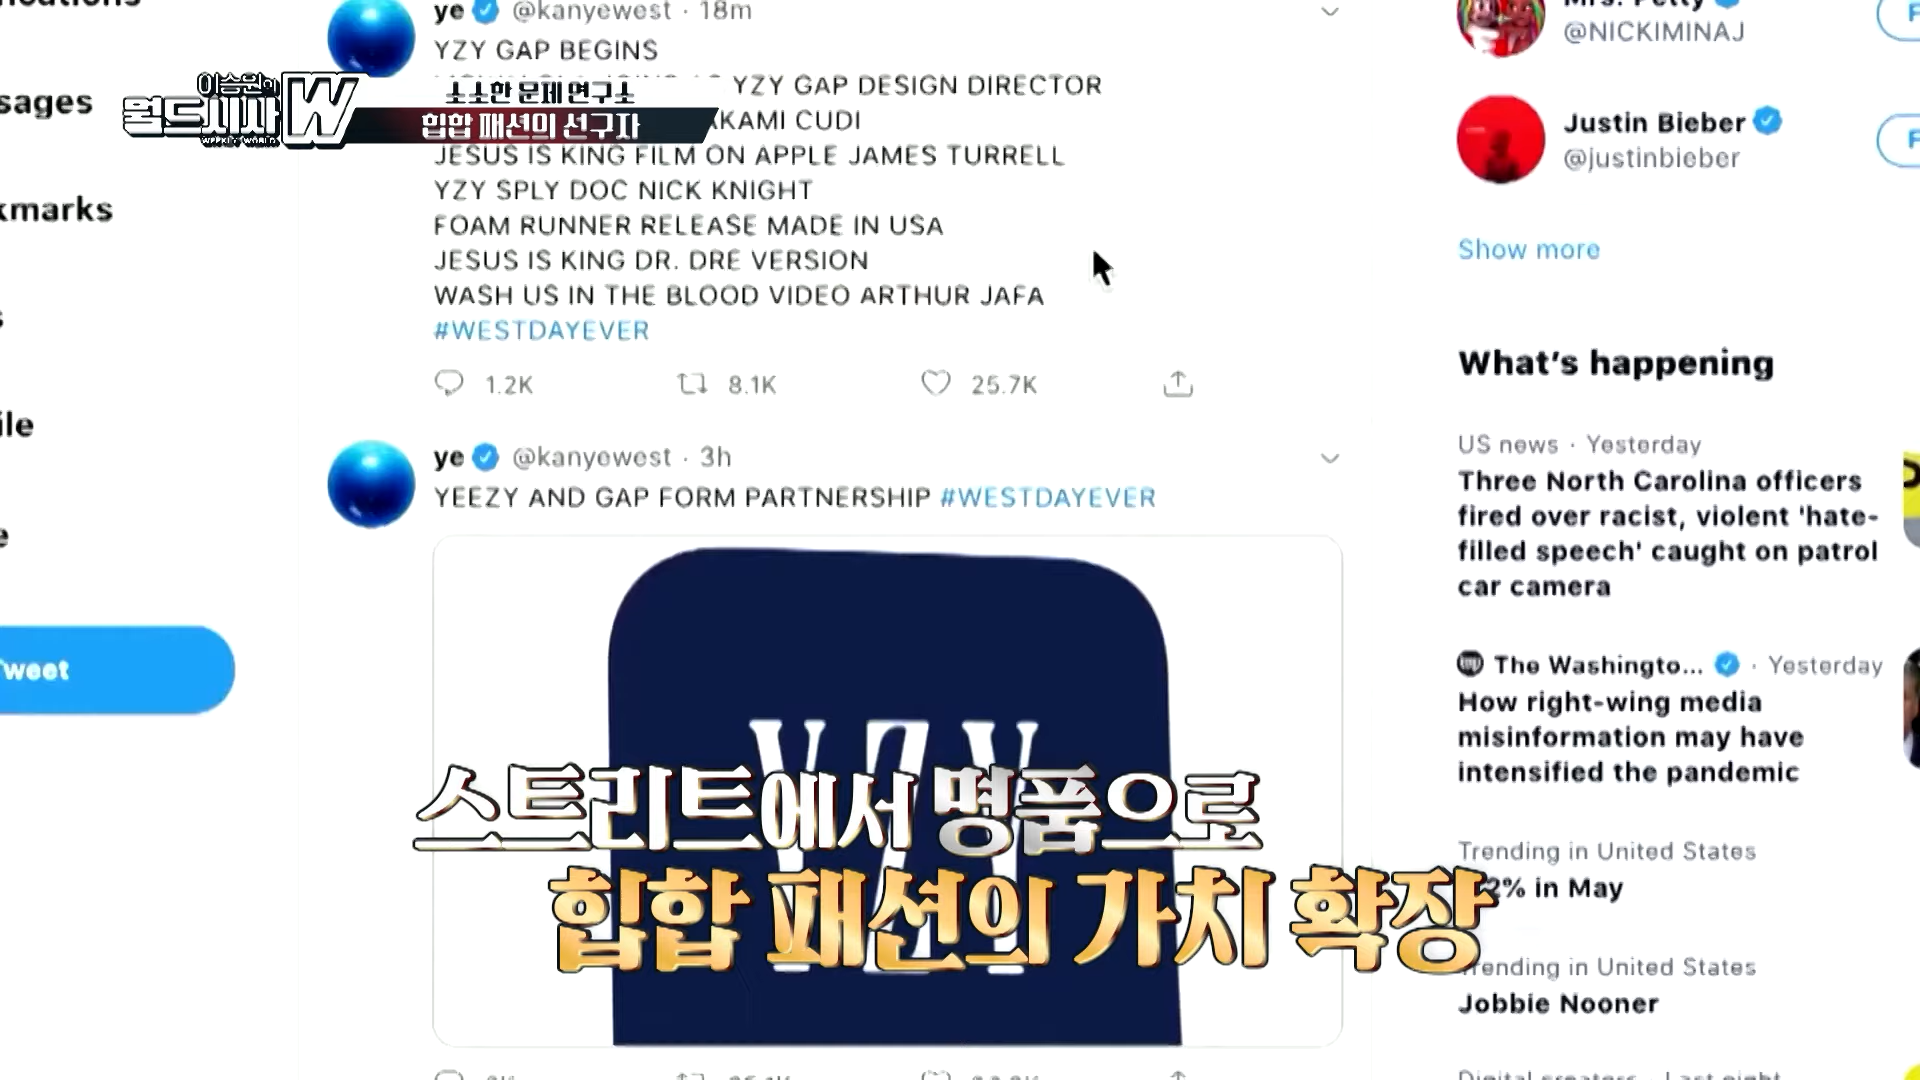 ye @kanyewest · 18m
YZY GAP BEGINS
YZY GAP DESIGN DIRECTOR
CUDI
JESUS IS KING FILM ON APPLE JAMES TURRELL
YZY SPLY DOC NICK KNIGHT
FOAM RUNNER RELEASE MADE IN USA
JESUS IS KING DR. DRE VERSION
WASH US IN THE BLOOD VIDEO ARTHUR JAFA
#WESTDAYEVER
1.2K 8.1K 25.7K
이승원의
월드시사 W
WEEKLY WORLD
소소한 문제 연구소
힙합 패션의 선구자
ye @kanyewest · 3h
YEEZY AND GAP FORM PARTNERSHIP #WESTDAYEVER
YZY
스트리트에서 명품으로
힙합 패션의 가치 확장
Tweet
@NICKIMINAJ
Justin Bieber
@justinbieber
Show more
What's happening
US news · Yesterday
Three North Carolina officers
fired over racist, violent 'hate-
filled speech' caught on patrol
car camera
The Washingto... · Yesterday
How right-wing media
misinformation may have
intensified the pandemic
Trending in United States
2% in May
Trending in United States
Jobbie Nooner